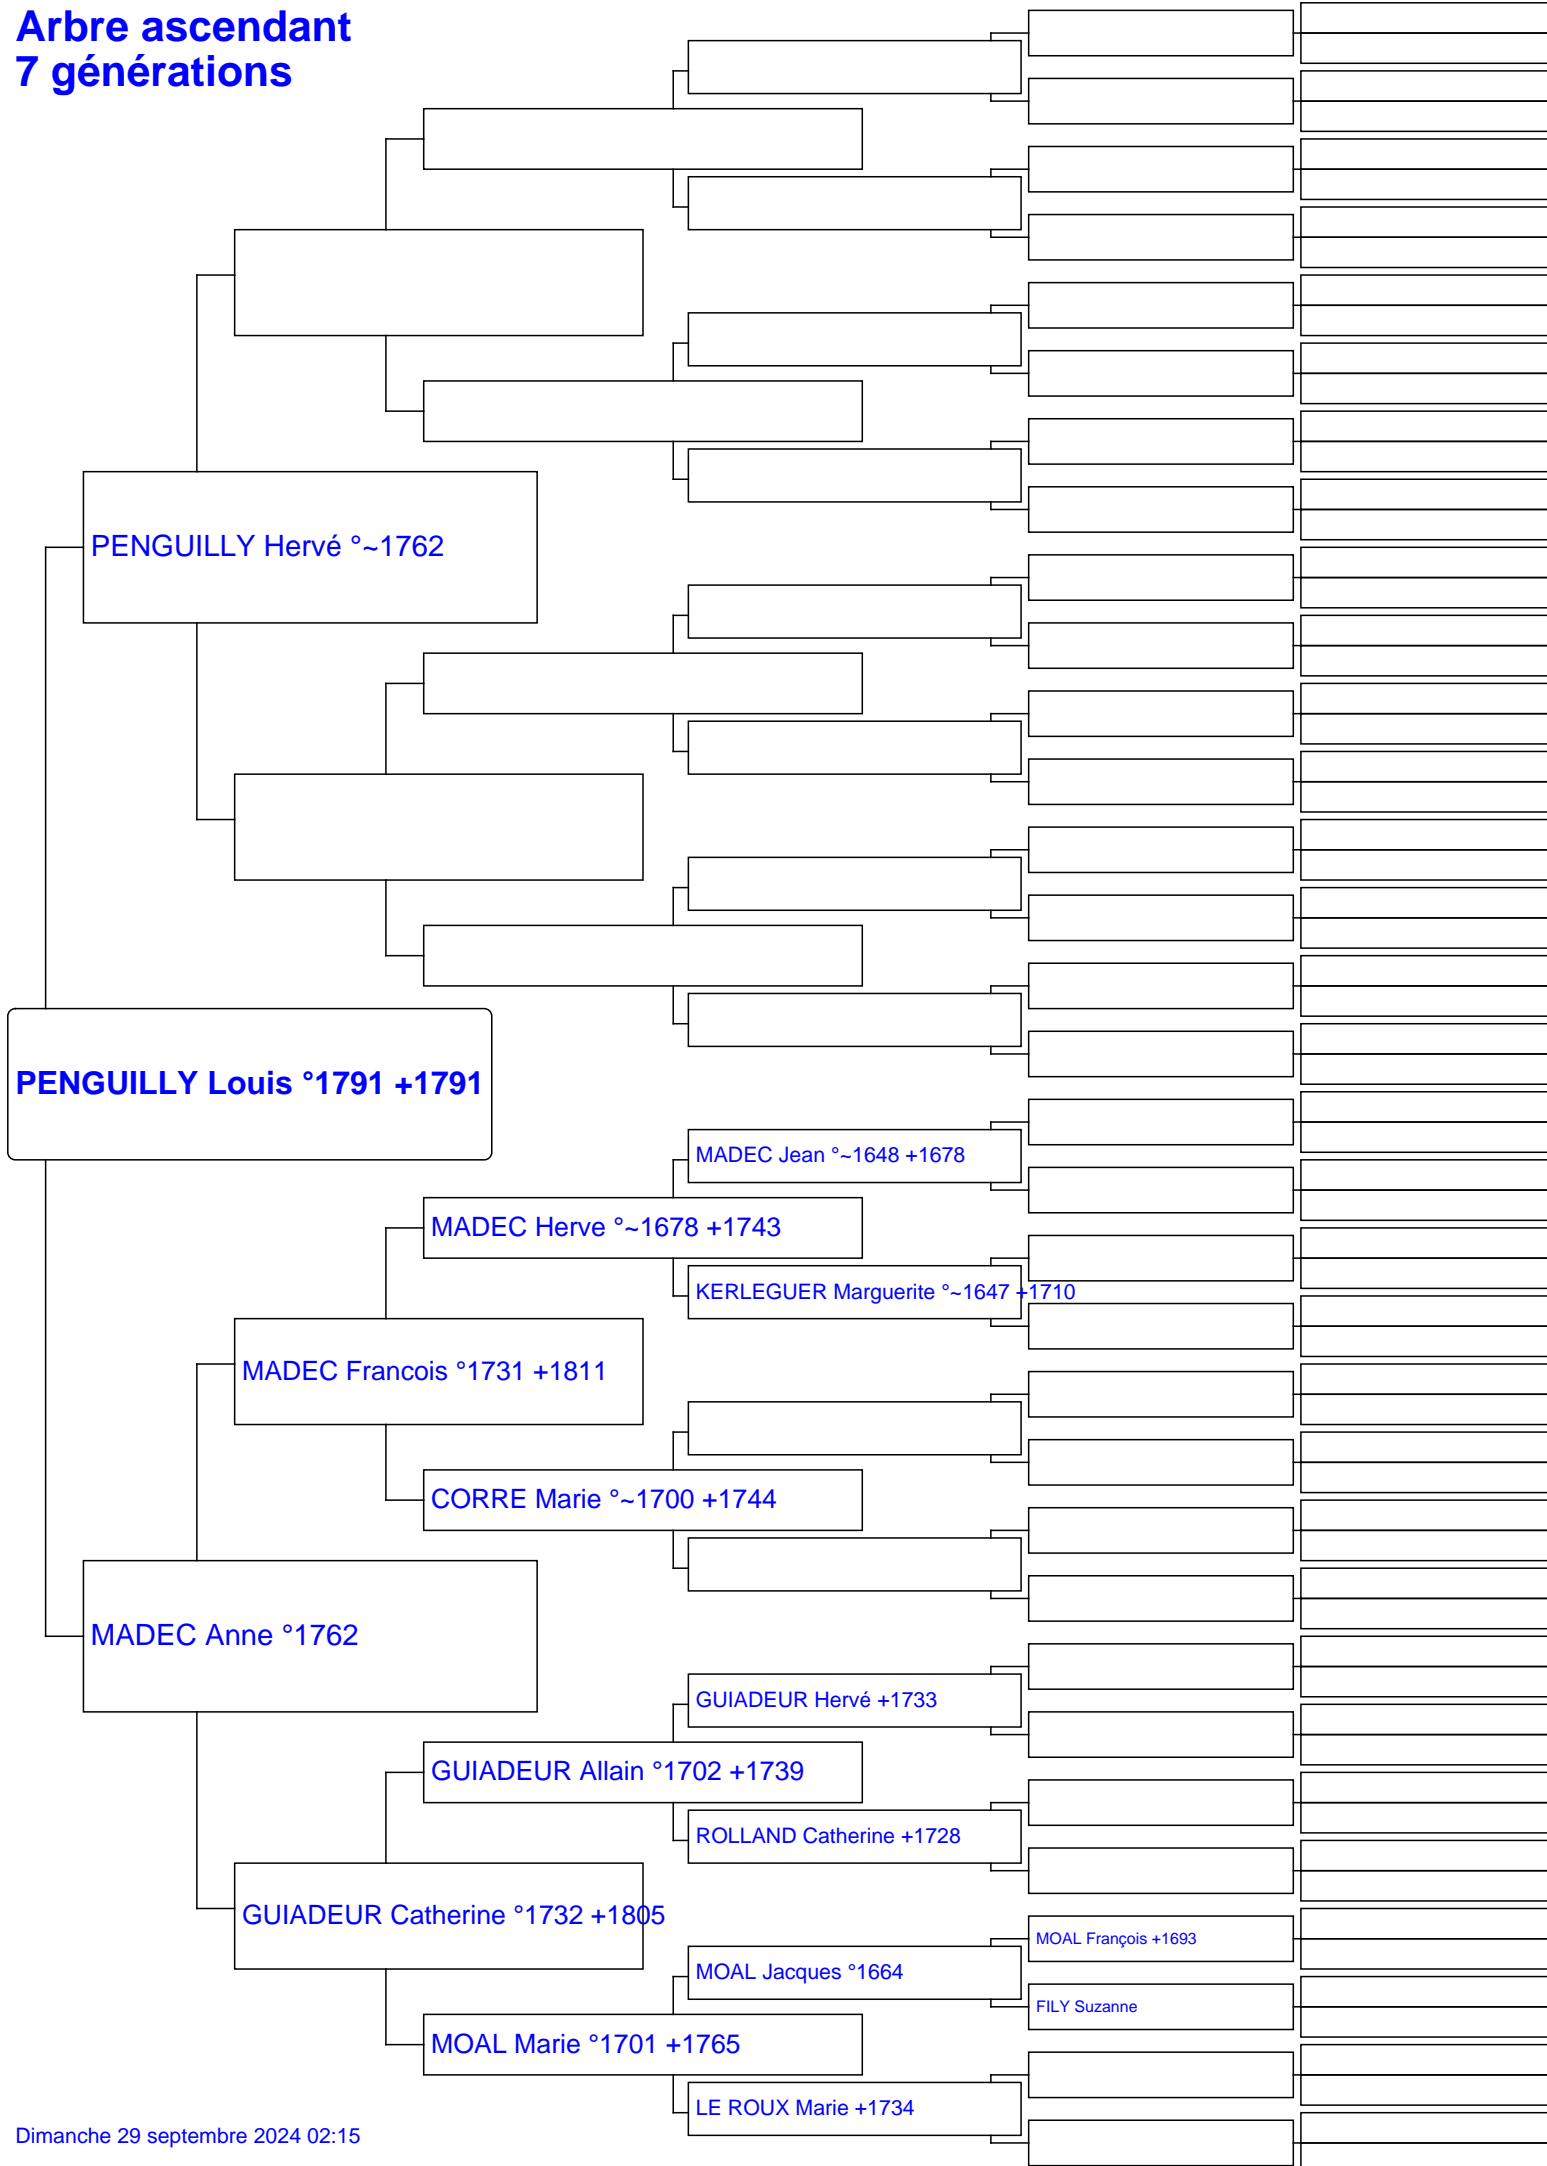 Arbre ascendant
7 générations
PENGUILLY Hervé °~1762
PENGUILLY Louis °1791 +1791
MADEC Jean °~1648 +1678
MADEC Herve °~1678 +1743
KERLEGUER Marguerite °~1647 +1710
MADEC Francois °1731 +1811
CORRE Marie °~1700 +1744
MADEC Anne °1762
GUIADEUR Hervé +1733
GUIADEUR Allain °1702 +1739
ROLLAND Catherine +1728
GUIADEUR Catherine °1732 +1805
MOAL François +1693
MOAL Jacques °1664
FILY Suzanne
MOAL Marie °1701 +1765
LE ROUX Marie +1734
Dimanche 29 septembre 2024 02:15